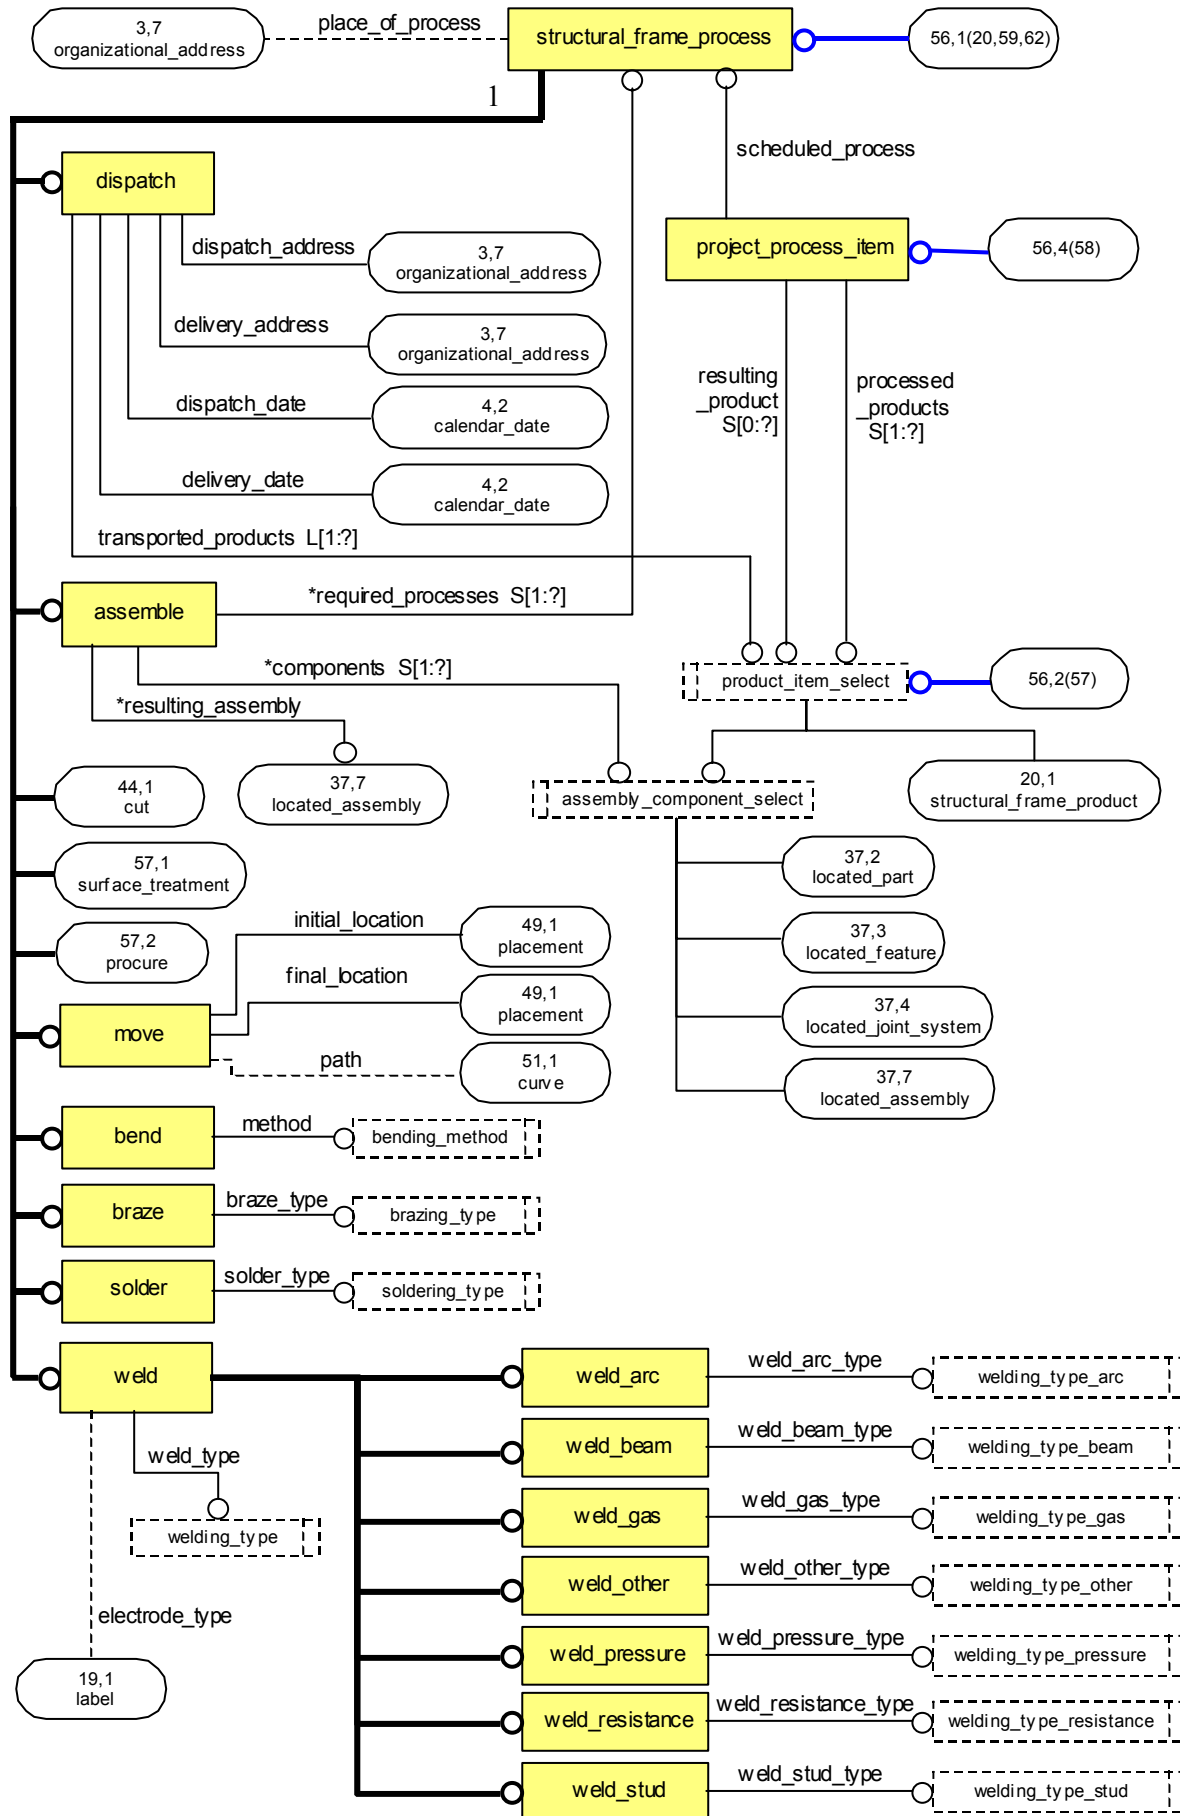 3,7
organizational_address
place_of_process
structural_frame_process
56,1(20,59,62)
1
scheduled_process
dispatch
dispatch_address
3,7
organizational_address
project_process_item
56,4(58)
delivery_address
3,7
organizational_address
resulting
_product
S[0:?]
processed
_products
S[1:?]
dispatch_date
4,2
calendar_date
delivery_date
4,2
calendar_date
transported_products L[1:?]
assemble
*required_processes S[1:?]
*components S[1:?]
product_item_select
56,2(57)
*resulting_assembly
37,7
located_assembly
assembly_component_select
20,1
structural_frame_product
44,1
cut
57,1
surface_treatment
37,2
located_part
57,2
procure
initial_location
49,1
placement
37,3
located_feature
move
final_location
49,1
placement
37,4
located_joint_system
path
51,1
curve
37,7
located_assembly
bend
method
bending_method
braze
braze_type
brazing_type
solder
solder_type
soldering_type
weld
weld_arc
weld_arc_type
welding_type_arc
weld_type
welding_type
weld_beam
weld_beam_type
welding_type_beam
weld_gas
weld_gas_type
welding_type_gas
weld_other
weld_other_type
welding_type_other
electrode_type
19,1
label
weld_pressure
weld_pressure_type
welding_type_pressure
weld_resistance
weld_resistance_type
welding_type_resistance
weld_stud
weld_stud_type
welding_type_stud